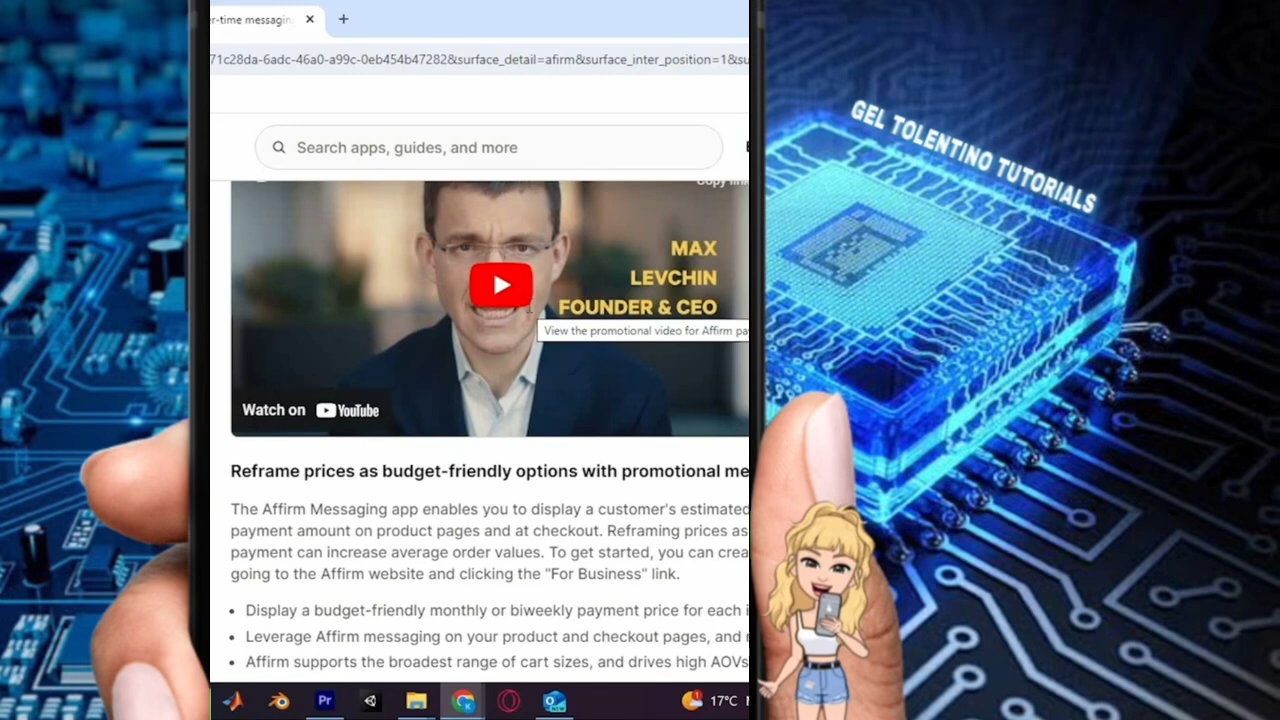 r-time messagin
71c28da-6adc-46a0-a99c-0eb454b47282&surface_detail=afirm&surface_inter_position=1&su
Search apps, guides, and more
Copy link
MAX
LEVCHIN
FOUNDER & CEO
View the promotional video for Affirm pa
Watch on YouTube
Reframe prices as budget-friendly options with promotional me
The Affirm Messaging app enables you to display a customer's estimated
payment amount on product pages and at checkout. Reframing prices as
payment can increase average order values. To get started, you can crea
going to the Affirm website and clicking the "For Business" link.
• Display a budget-friendly monthly or biweekly payment price for each i
• Leverage Affirm messaging on your product and checkout pages, and
• Affirm supports the broadest range of cart sizes, and drives high AOVs
Pr
17°C
GEL TOLENTINO TUTORIALS